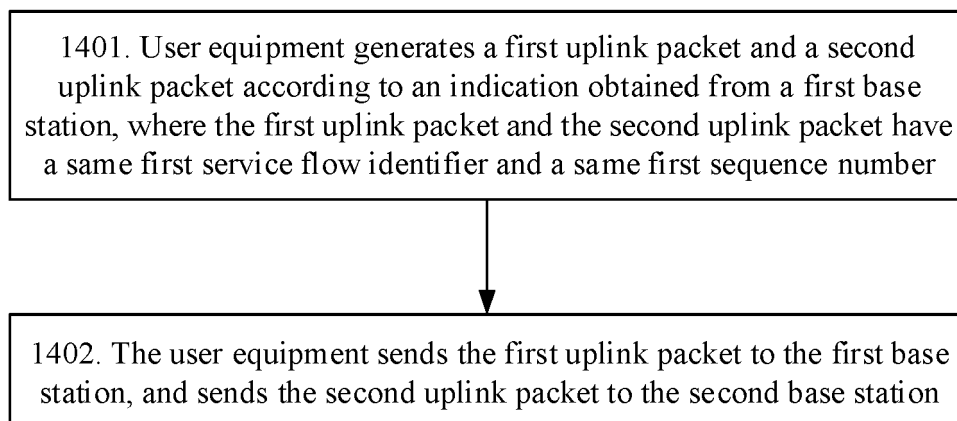 1401. User equipment generates a first uplink packet and a second
uplink packet according to an indication obtained from a first base
station, where the first uplink packet and the second uplink packet have
a same first service flow identifier and a same first sequence number
1402. The user equipment sends the first uplink packet to the first base
station, and sends the second uplink packet to the second base station